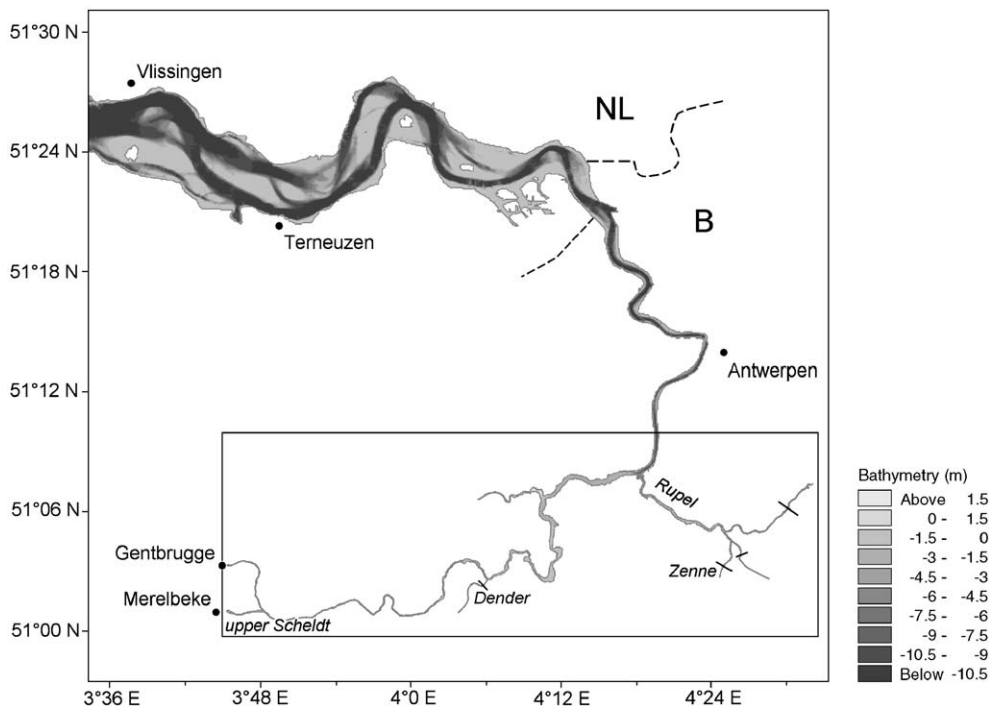 51°30 N
Vlissingen
NL
51°24 N
B
Terneuzen
51°18 N
Antwerpen
51°12 N
51°06 N
Rupel
Gentbrugge
Zenne
Merelbeke
Dender
upper Scheldt
51°00 N
3°36 E
3°48 E
4°0 E
4°12 E
4°24 E
Bathymetry (m)
Above 1.5
0 - 1.5
-1.5 - 0
-3 - -1.5
-4.5 - -3
-6 - -4.5
-7.5 - -6
-9 - -7.5
-10.5 - -9
Below -10.5